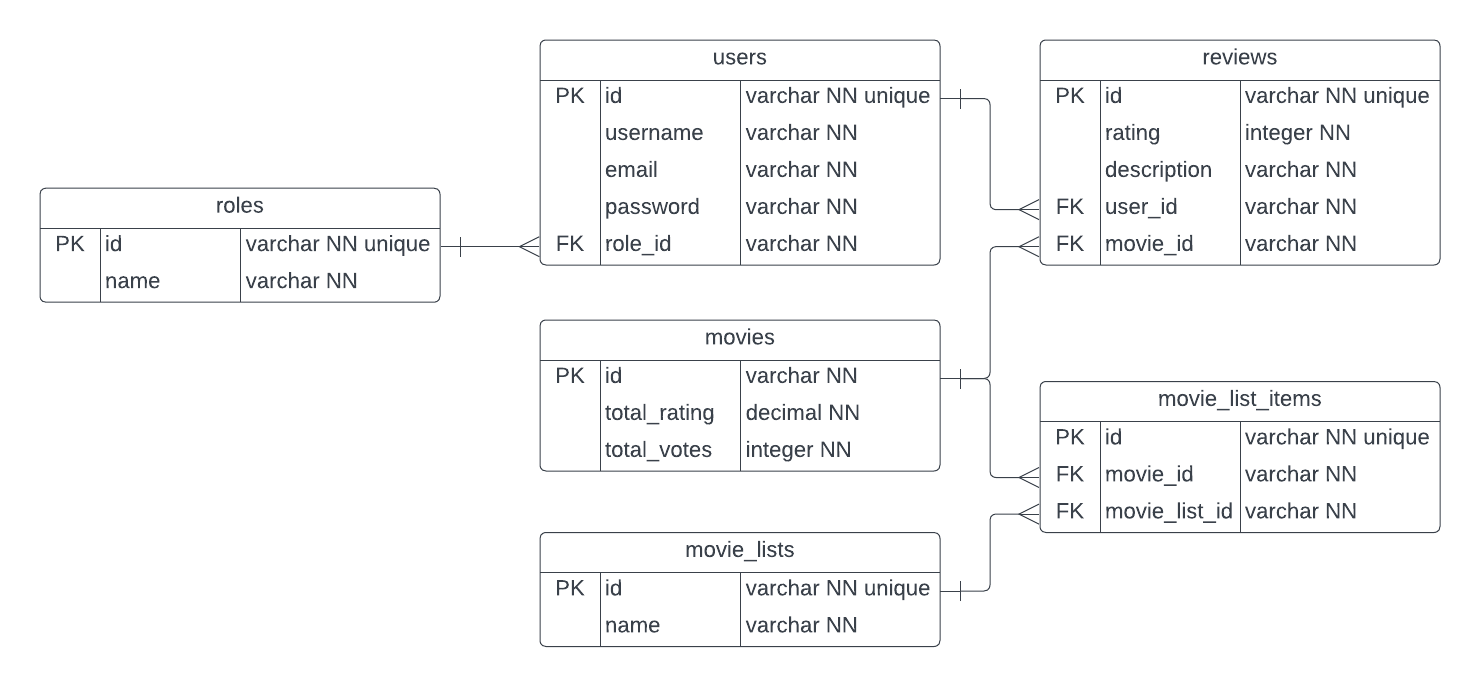 users
PK id varchar NN unique
username varchar NN
email varchar NN
password varchar NN
FK role_id varchar NN
reviews
PK id varchar NN unique
rating integer NN
description varchar NN
FK user_id varchar NN
FK movie_id varchar NN
roles
PK id varchar NN unique
name varchar NN
movies
PK id varchar NN
total_rating decimal NN
total_votes integer NN
movie_list_items
PK id varchar NN unique
FK movie_id varchar NN
FK movie_list_id varchar NN
movie_lists
PK id varchar NN unique
name varchar NN